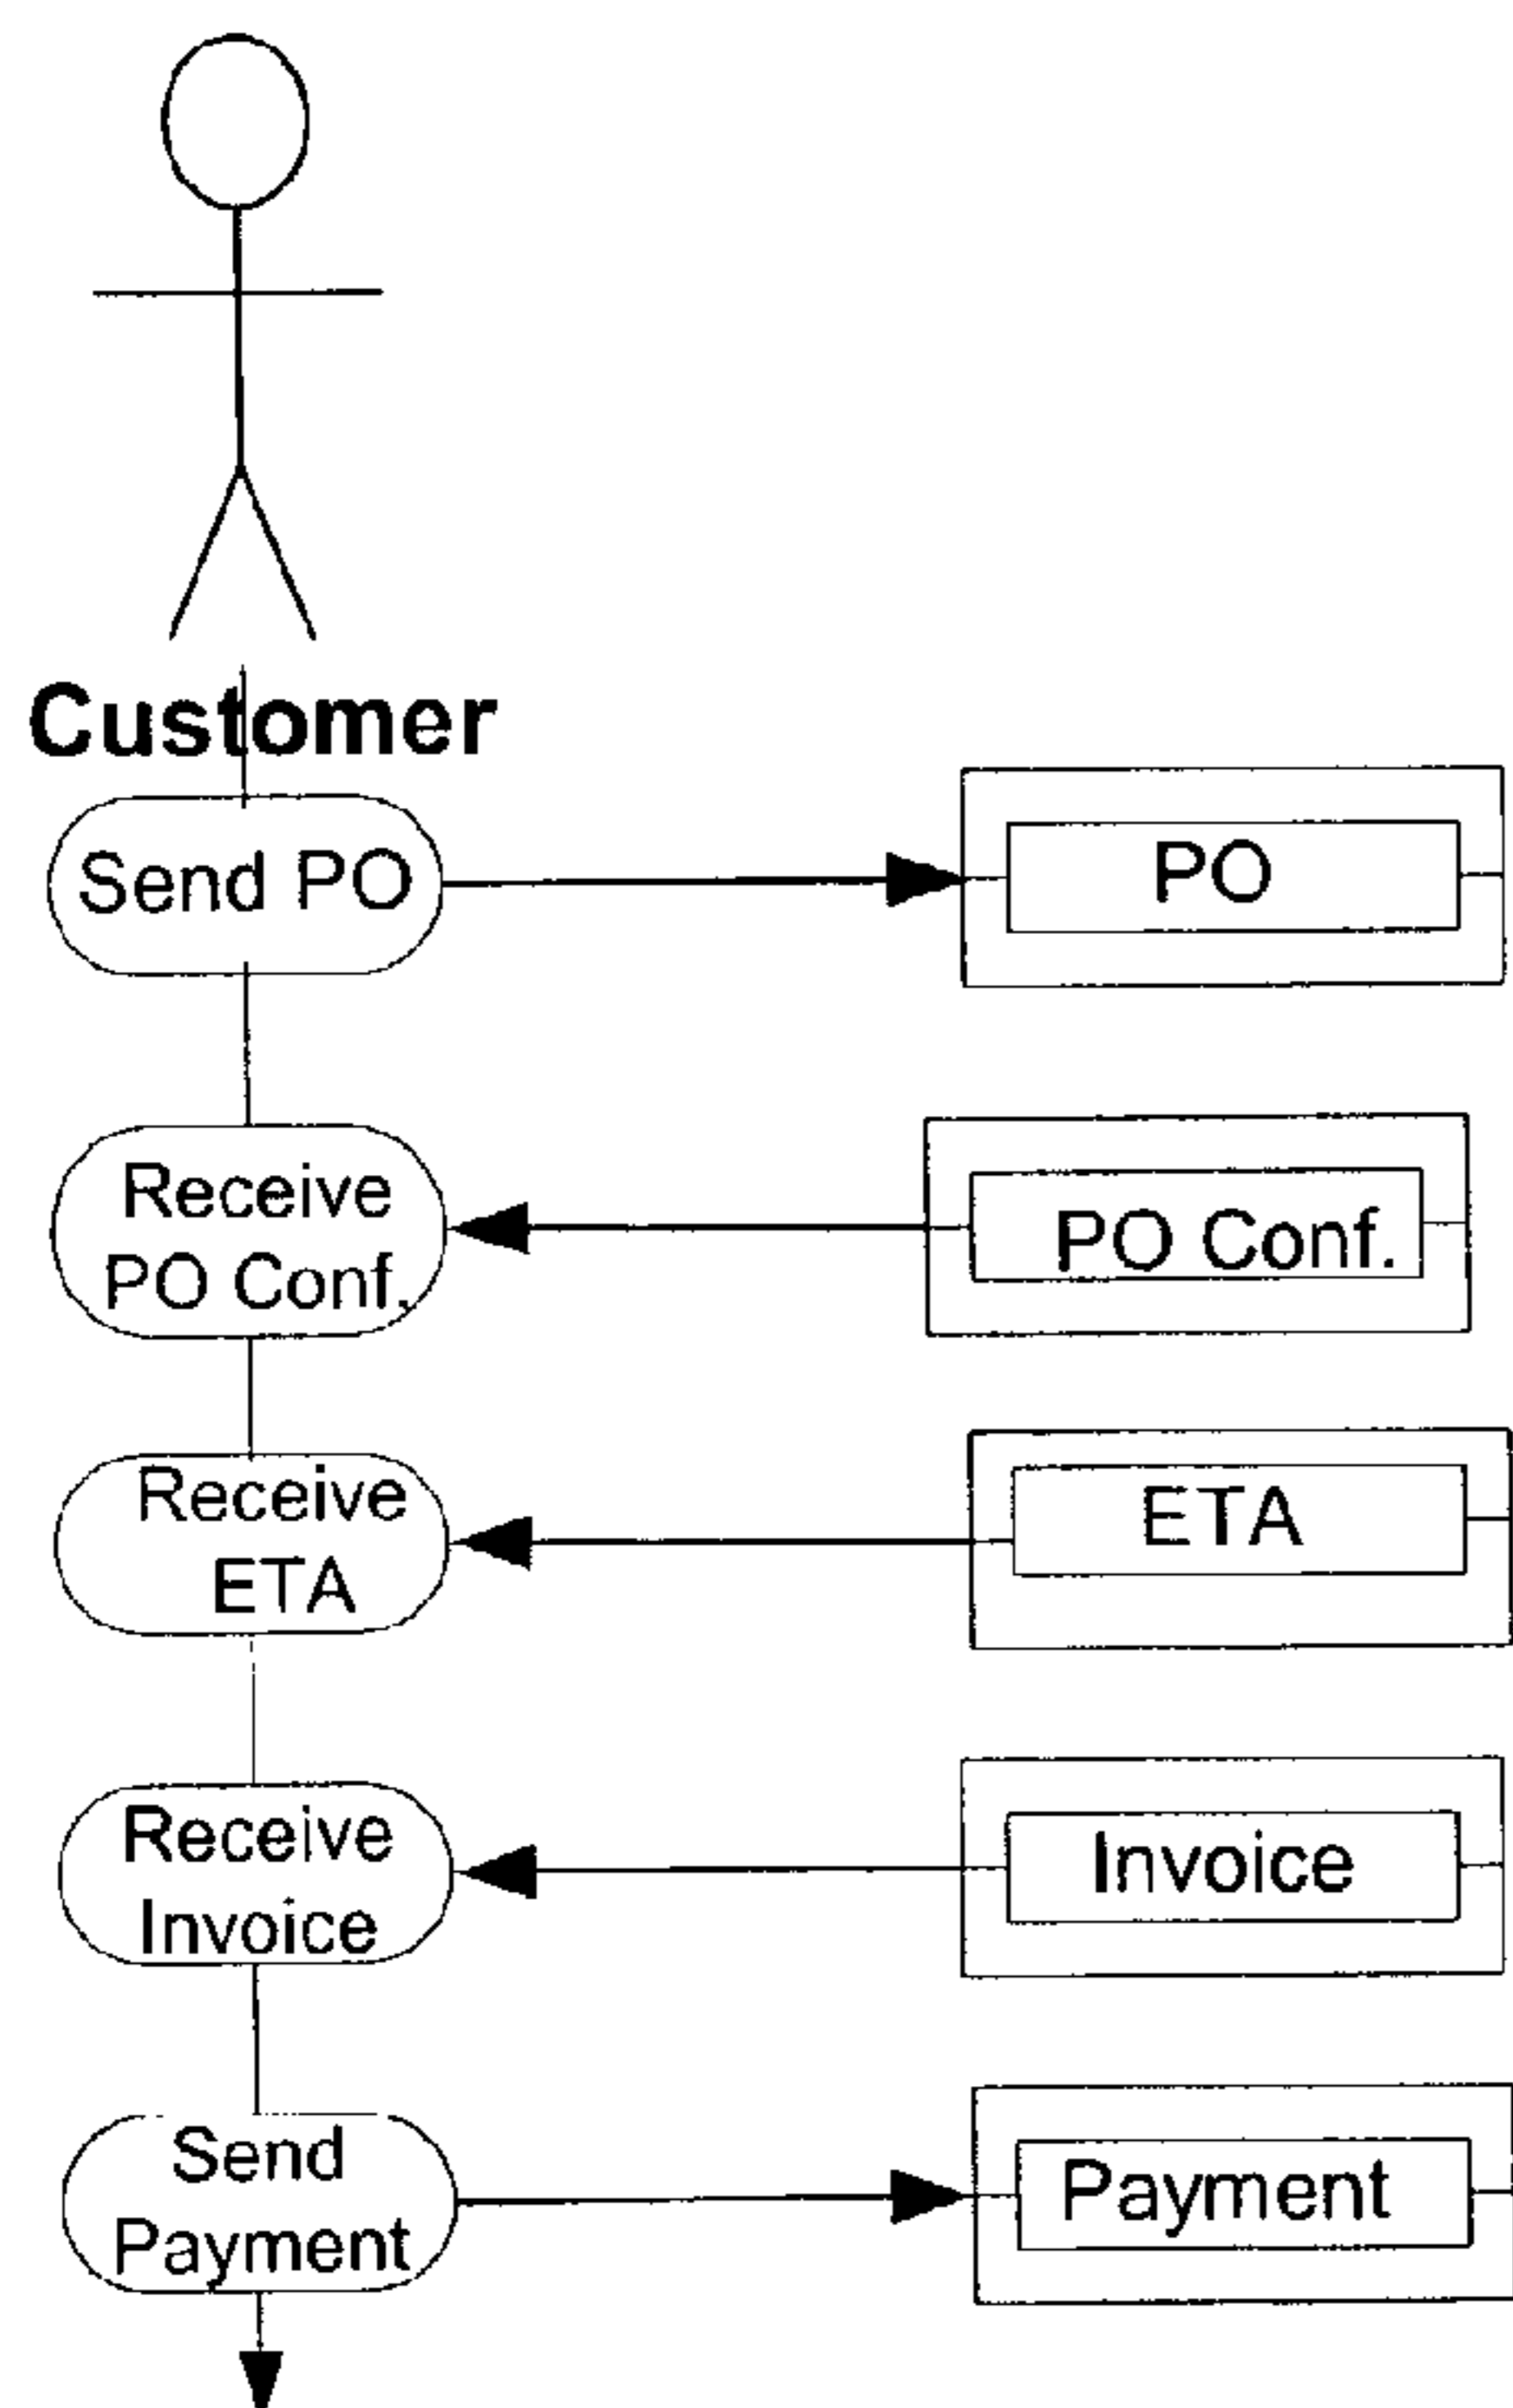 Customer
Send PO
PO
Receive
PO Conf.
PO Conf.
Receive
ETA
ETA
Receive
Invoice
Invoice
Send
Payment
Payment